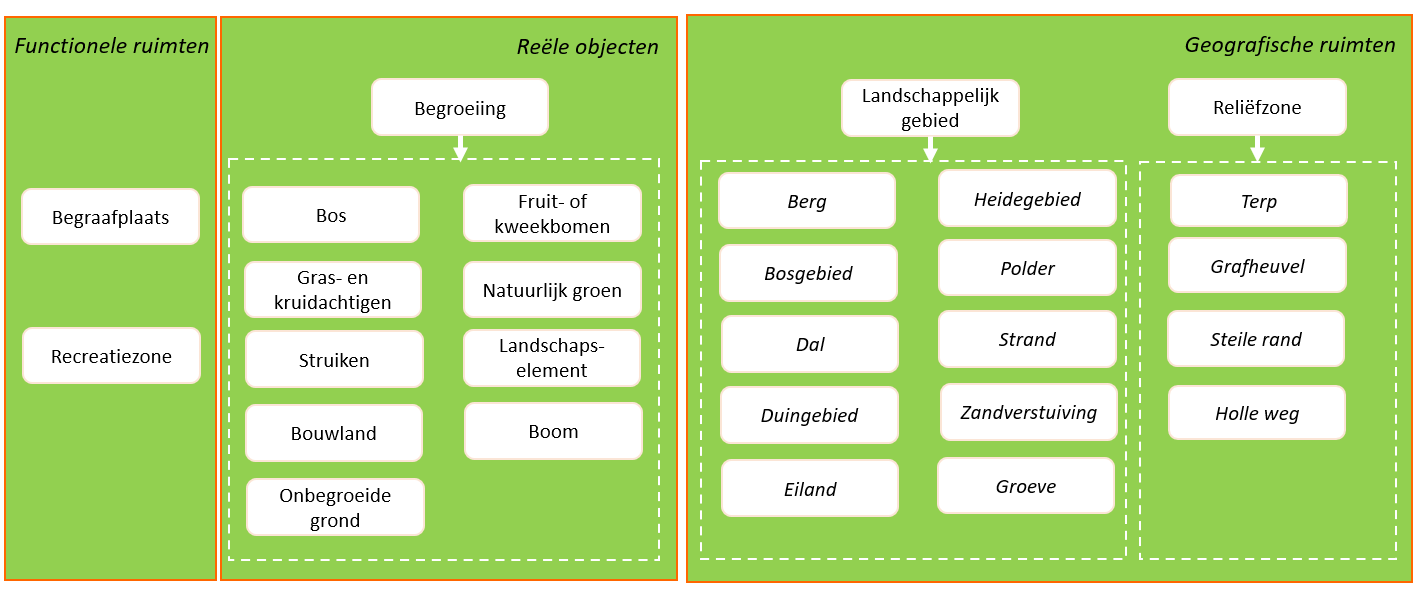 Functionele ruimten
Begraafplaats
Recreatiezone
Reële objecten
Begroeiing
Bos
Gras- en
kruidachtigen
Struiken
Bouwland
Onbegroeide
grond
Fruit- of
kweekbomen
Natuurlijk groen
Landschaps-
element
Boom
Geografische ruimten
Landschappelijk
gebied
Berg
Bosgebied
Dal
Duingebied
Eiland
Heidegebied
Polder
Strand
Zandverstuiving
Groeve
Reliëfzone
Terp
Grafheuvel
Steile rand
Holle weg